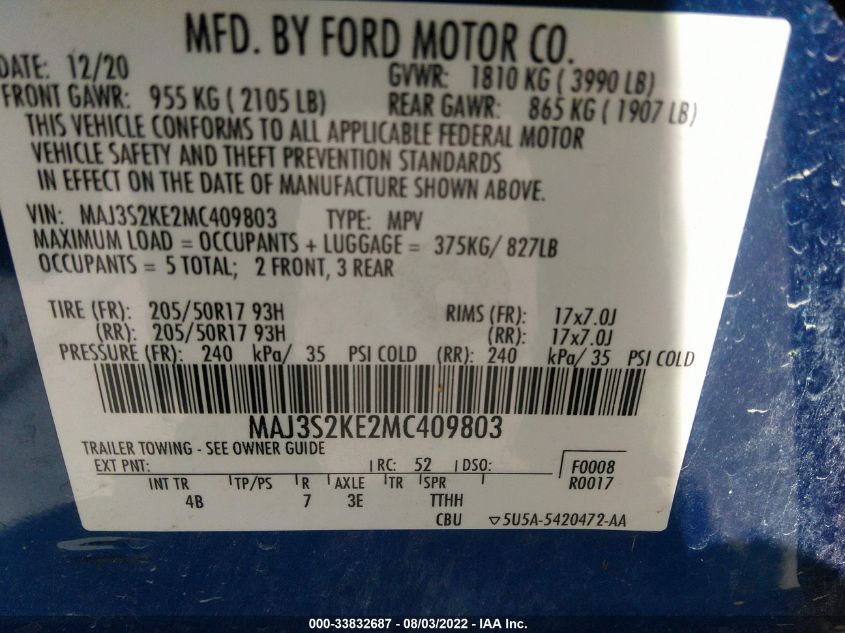 MFD. BY FORD MOTOR CO.
DATE: 12/20
GVWR: 1810 KG ( 3990 LB)
FRONT GAWR: 955 KG ( 2105 LB)
REAR GAWR: 865 KG ( 1907 LB)
THIS VEHICLE CONFORMS TO ALL APPLICABLE FEDERAL MOTOR
VEHICLE SAFETY AND THEFT PREVENTION STANDARDS
IN EFFECT ON THE DATE OF MANUFACTURE SHOWN ABOVE.
VIN: MAJ3S2KE2MC409803 TYPE: MPV
MAXIMUM LOAD = OCCUPANTS + LUGGAGE = 375KG/ 827LB
OCCUPANTS = 5 TOTAL; 2 FRONT, 3 REAR
TIRE (FR): 205/50R17 93H RIMS (FR): 17x7.0J
(RR): 205/50R17 93H (RR): 17x7.0J
PRESSURE (FR): 240 kPa/ 35 PSI COLD (RR): 240 kPa/ 35 PSI COLD
MAJ3S2KE2MC409803
TRAILER TOWING - SEE OWNER GUIDE
EXT PNT: RC: 52 DSO: F0008
R0017
INT TR TP/PS R AXLE TR SPR
4B 7 3E TTHH
CBU ▽5U5A-5420472-AA
000-33832687 - 08/03/2022 - IAA Inc.